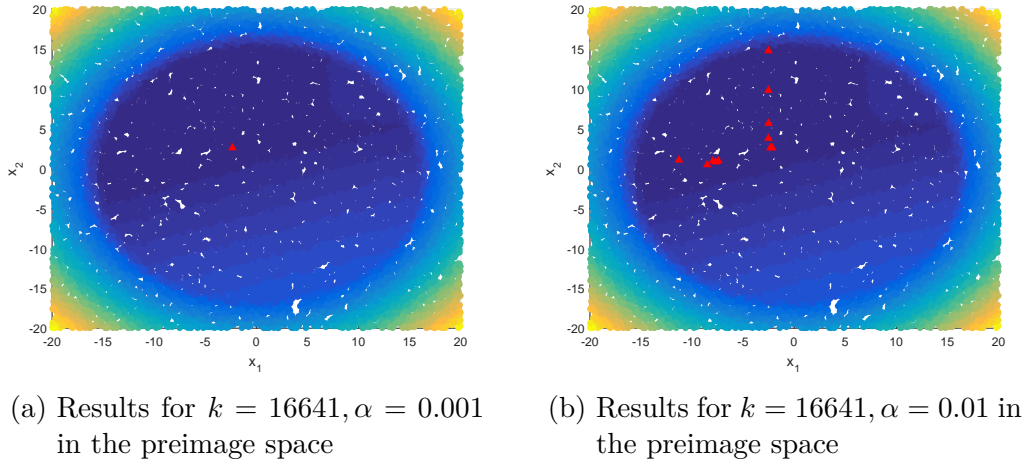 20
15
10
5
0
-5
-10
-15
-20
x2
-20 -15 -10 -5 0 5 10 15 20
x1
20
15
10
5
0
-5
-10
-15
-20
x2
-20 -15 -10 -5 0 5 10 15 20
x1
(a) Results for k = 16641, α = 0.001
in the preimage space
(b) Results for k = 16641, α = 0.01 in
the preimage space